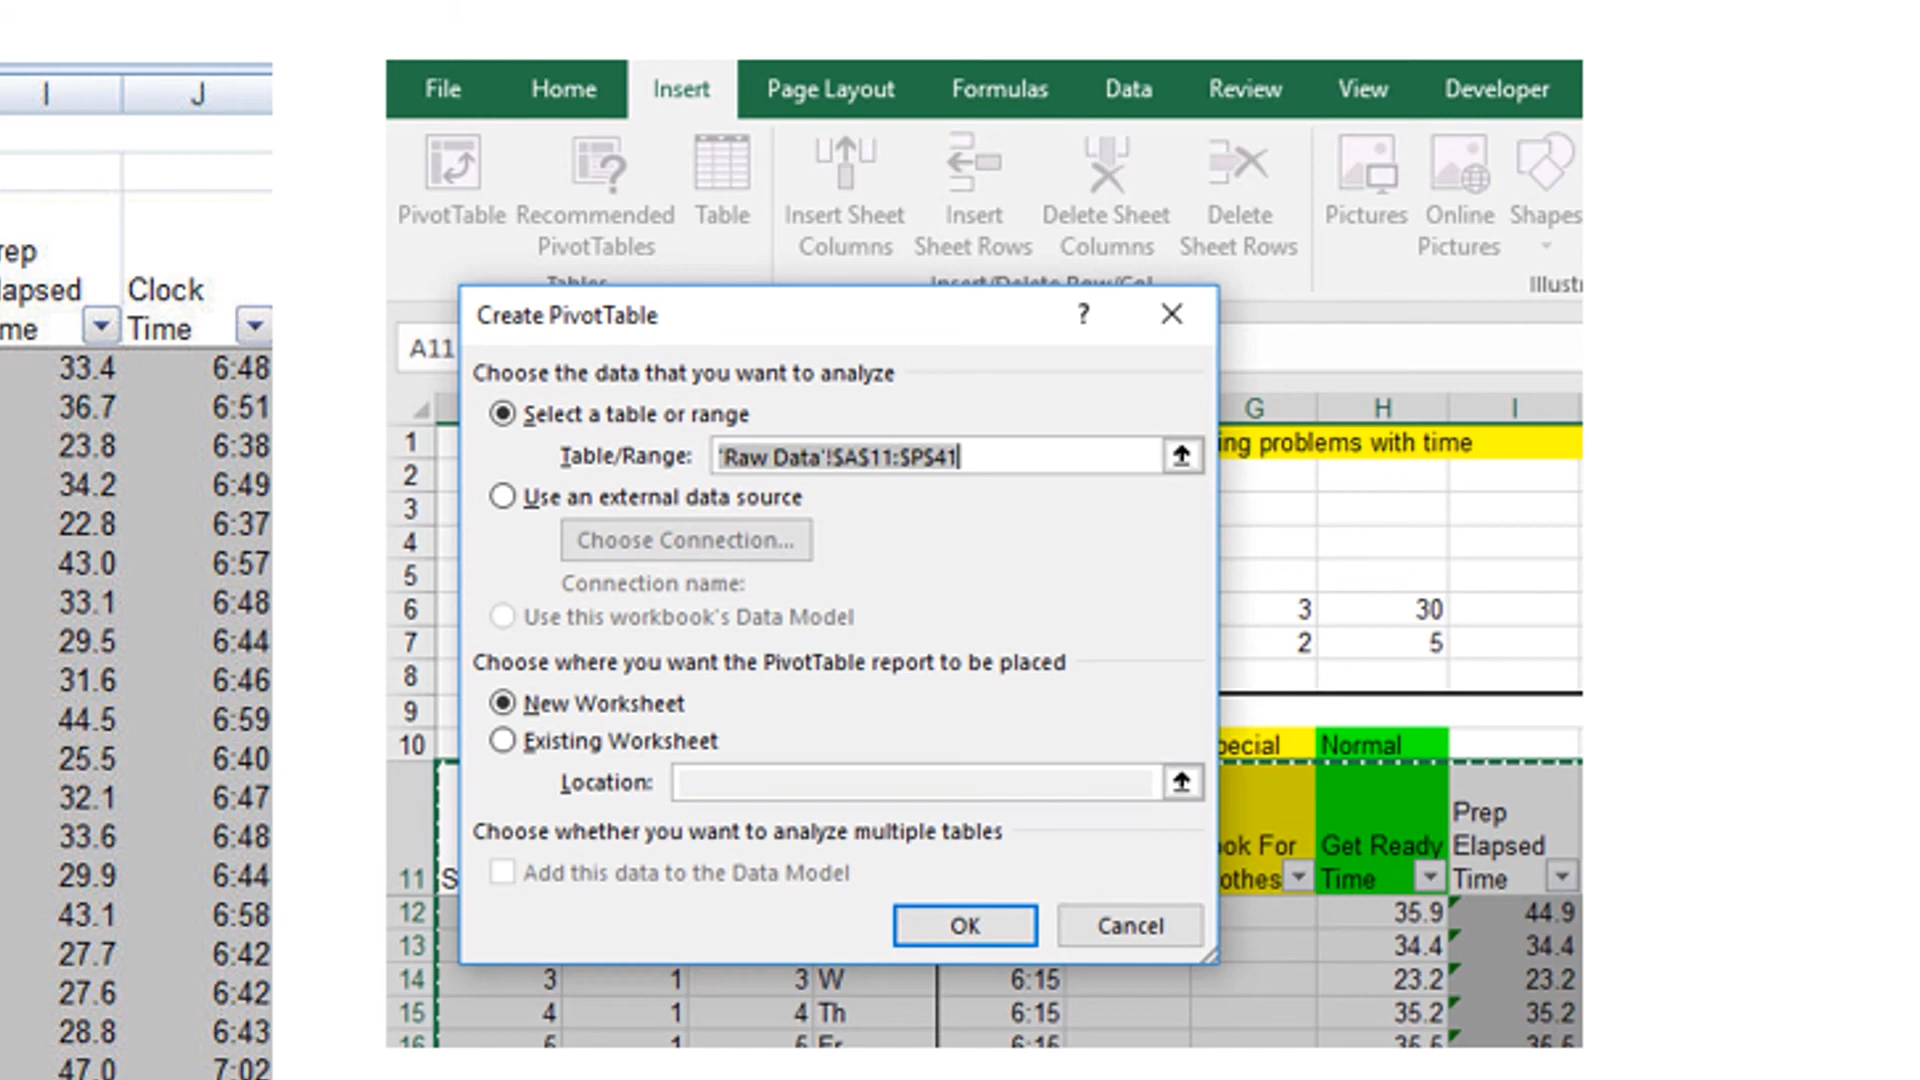 I J
rep
lapsed Clock
me Time
33.4 6:48
36.7 6:51
23.8 6:38
34.2 6:49
22.8 6:37
43.0 6:57
33.1 6:48
29.5 6:44
31.6 6:46
44.5 6:59
25.5 6:40
32.1 6:47
33.6 6:48
29.9 6:44
43.1 6:58
27.7 6:42
27.6 6:42
28.8 6:43
47.0 7:02
File Home Insert Page Layout Formulas Data Review View Developer
PivotTable Recommended Table Insert Sheet Insert Delete Sheet Delete Pictures Online Shapes
PivotTables Columns Sheet Rows Columns Sheet Rows Pictures
Tables Insert/Delete Row/Col Illustr
Create PivotTable ?
A11
Choose the data that you want to analyze
Select a table or range
Table/Range: 'Raw Data'!$A$11:$P$41
Use an external data source
Choose Connection...
Connection name:
Use this workbook's Data Model
Choose where you want the PivotTable report to be placed
New Worksheet
Existing Worksheet
Location:
Choose whether you want to analyze multiple tables
Add this data to the Data Model
OK Cancel
G H I
1 ing problems with time
2
3
4
5
6 3 30
7 2 5
8
9
10 pecial Normal
Prep
ook For Get Ready Elapsed
11 S othes Time Time
12 35.9 44.9
13 34.4 34.4
14 3 1 3 W 6:15 23.2 23.2
15 4 1 4 Th 6:15 35.2 35.2
16 5 1 5 Fr 6:15 35.5